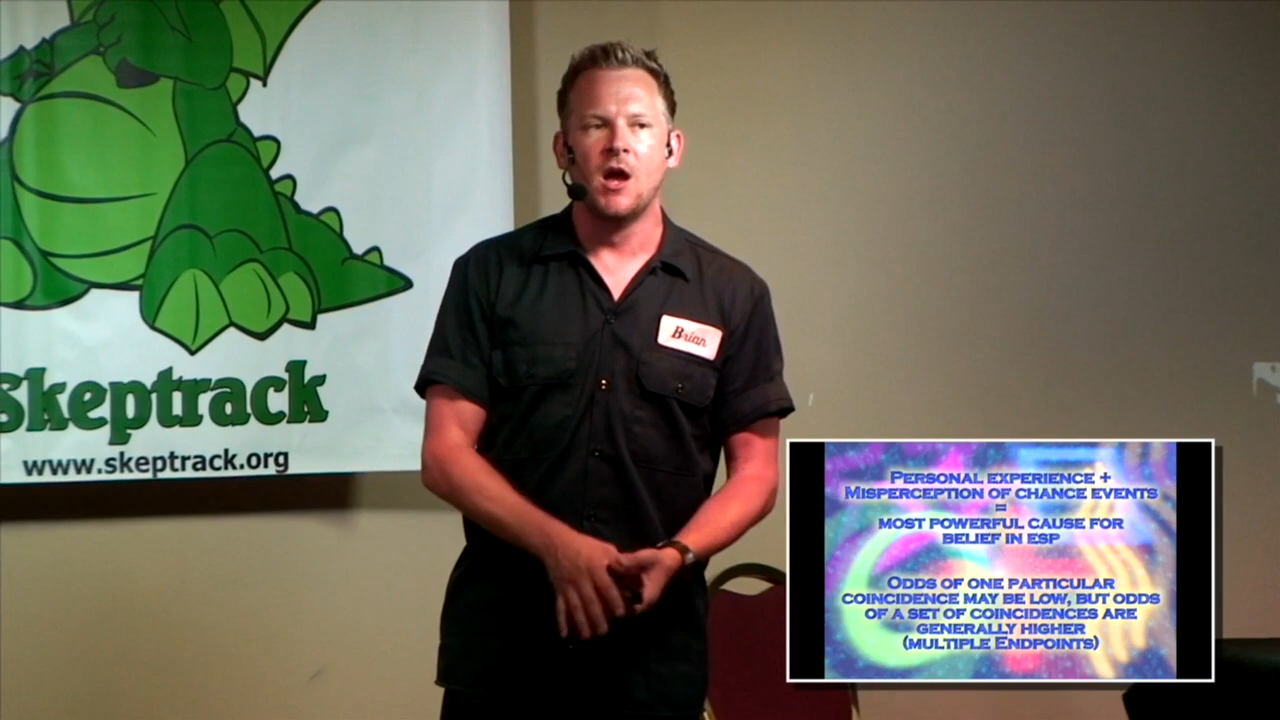 Skeptrack
www.skeptrack.org
Brian
PERSONAL EXPERIENCE +
MISPERCEPTION OF CHANCE EVENTS
=
MOST POWERFUL CAUSE FOR
BELIEF IN ESP
ODDS OF ONE PARTICULAR
COINCIDENCE MAY BE LOW, BUT ODDS
OF A SET OF COINCIDENCES ARE
GENERALLY HIGHER
(MULTIPLE ENDPOINTS)